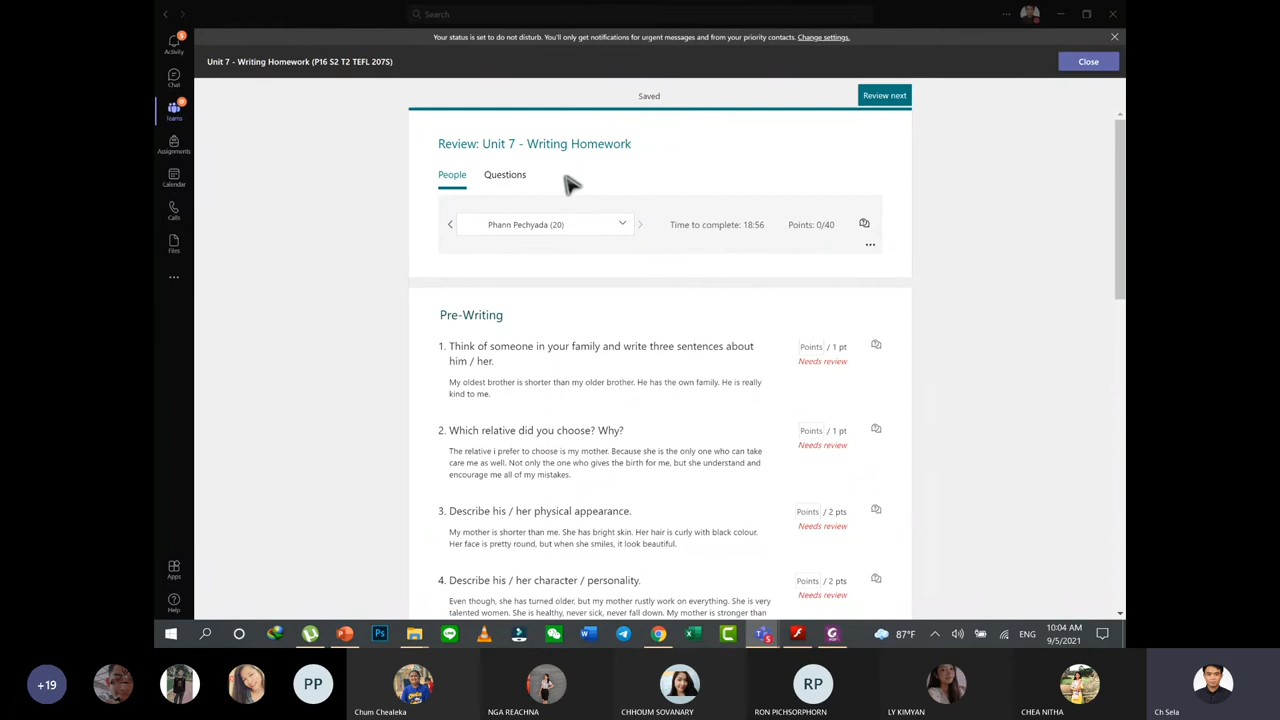 Search
Your status is set to do not disturb. You'll only get notifications for urgent messages and from your priority contacts. Change settings.
Unit 7 - Writing Homework (P16 S2 T2 TEFL 207S)
Close
Activity
Chat
Teams
Assignments
Calendar
Calls
Files
Apps
Help
Saved
Review next
Review: Unit 7 - Writing Homework
People
Questions
Phann Pechyada (20)
Time to complete: 18:56
Points: 0/40
Pre-Writing
1. Think of someone in your family and write three sentences about
him / her.
Points / 1 pt
Needs review
My oldest brother is shorter than my older brother. He has the own family. He is really
kind to me.
2. Which relative did you choose? Why?
Points / 1 pt
Needs review
The relative i prefer to choose is my mother. Because she is the only one who can take
care me as well. Not only the one who gives the birth for me, but she understand and
encourage me all of my mistakes.
3. Describe his / her physical appearance.
Points / 2 pts
Needs review
My mother is shorter than me. She has bright skin. Her hair is curly with black colour.
Her face is pretty round, but when she smiles, it look beautiful.
4. Describe his / her character / personality.
Points / 2 pts
Needs review
Even though, she has turned older, but my mother rustly work on everything. She is very
talented women. She is healthy, never sick, never fall down. My mother is stronger than
87°F
ENG
10:04 AM
9/5/2021
+19
PP
Chum Chealeka
NGA REACHNA
CHHOUM SOVANARY
RP
RON PICHSORPHORN
LY KIMYAN
CHEA NITHA
Ch Sela